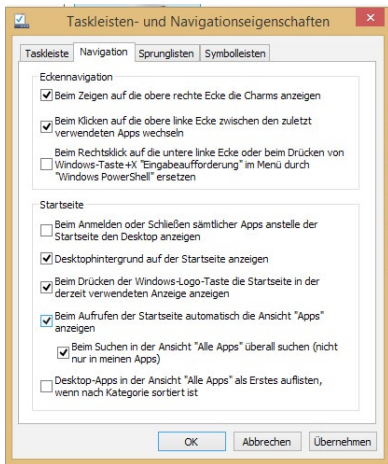 Taskleisten- und Navigationseigenschaften
Taskleiste Navigation Sprunglisten Symbolleisten
Eckennavigation
Beim Zeigen auf die obere rechte Ecke die Charms anzeigen
Beim Klicken auf die obere linke Ecke zwischen den zuletzt
verwendeten Apps wechseln
Beim Rechtsklick auf die untere linke Ecke oder beim Drücken von
Windows-Taste+X "Eingabeaufforderung" im Menü durch
"Windows PowerShell" ersetzen
Startseite
Beim Anmelden oder Schließen sämtlicher Apps anstelle der
Startseite den Desktop anzeigen
Desktophintergrund auf der Startseite anzeigen
Beim Drücken der Windows-Logo-Taste die Startseite in der
derzeit verwendeten Anzeige anzeigen
Beim Aufrufen der Startseite automatisch die Ansicht "Apps"
anzeigen
Beim Suchen in der Ansicht "Alle Apps" überall suchen (nicht
nur in meinen Apps)
Desktop-Apps in der Ansicht "Alle Apps" als Erstes auflisten,
wenn nach Kategorie sortiert ist
OK Abbrechen Übernehmen